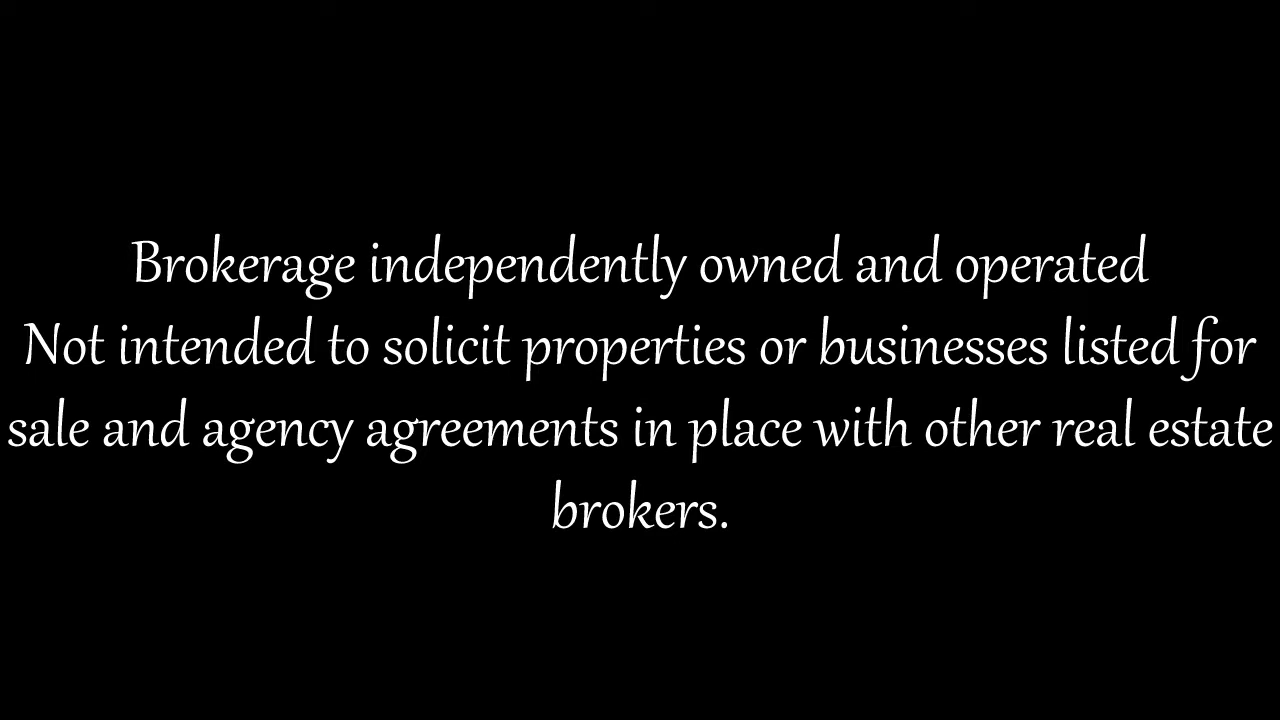 Brokerage independently owned and operated
Not intended to solicit properties or businesses listed for
sale and agency agreements in place with other real estate
brokers.